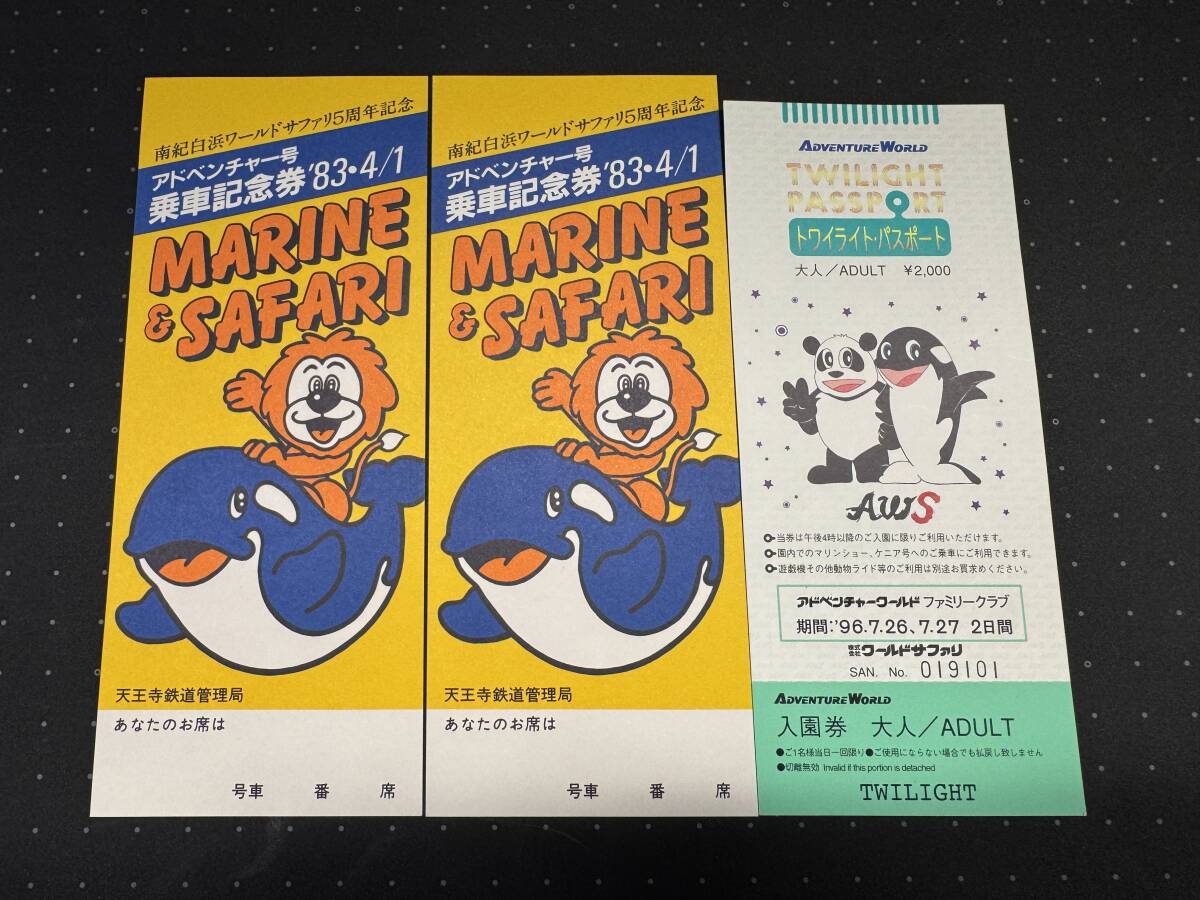 南紀白浜ワールドサファリ5周年記念
アドベンチャー号
乗車記念券'83・4/1
MARINE
& SAFARI
天王寺鉄道管理局
あなたのお席は
号車 番 席
南紀白浜ワールドサファリ5周年記念
アドベンチャー号
乗車記念券'83・4/1
MARINE
& SAFARI
天王寺鉄道管理局
あなたのお席は
号車 番 席
ADVENTURE WORLD
TWILIGHT
PASSPORT
トワイライト・パスポート
大人/ADULT ¥2,000
AWS
当券は午後4時以降のご入園に限りご利用いただけます。
園内でのマリンショー、ケニア号へのご乗車にご利用できます。
遊戯機その他動物ライド等のご利用は別途お買求めください。
アドベンチャーワールド ファミリークラブ
期間:'96.7.26、7.27 2日間
株式会社ワールドサファリ
SAN. No. 019101
ADVENTURE WORLD
入園券 大人/ADULT
●ご1名様当日一回限り●ご使用にならない場合でも払戻し致しません
●切離無効 Invalid if this portion is detached
TWILIGHT